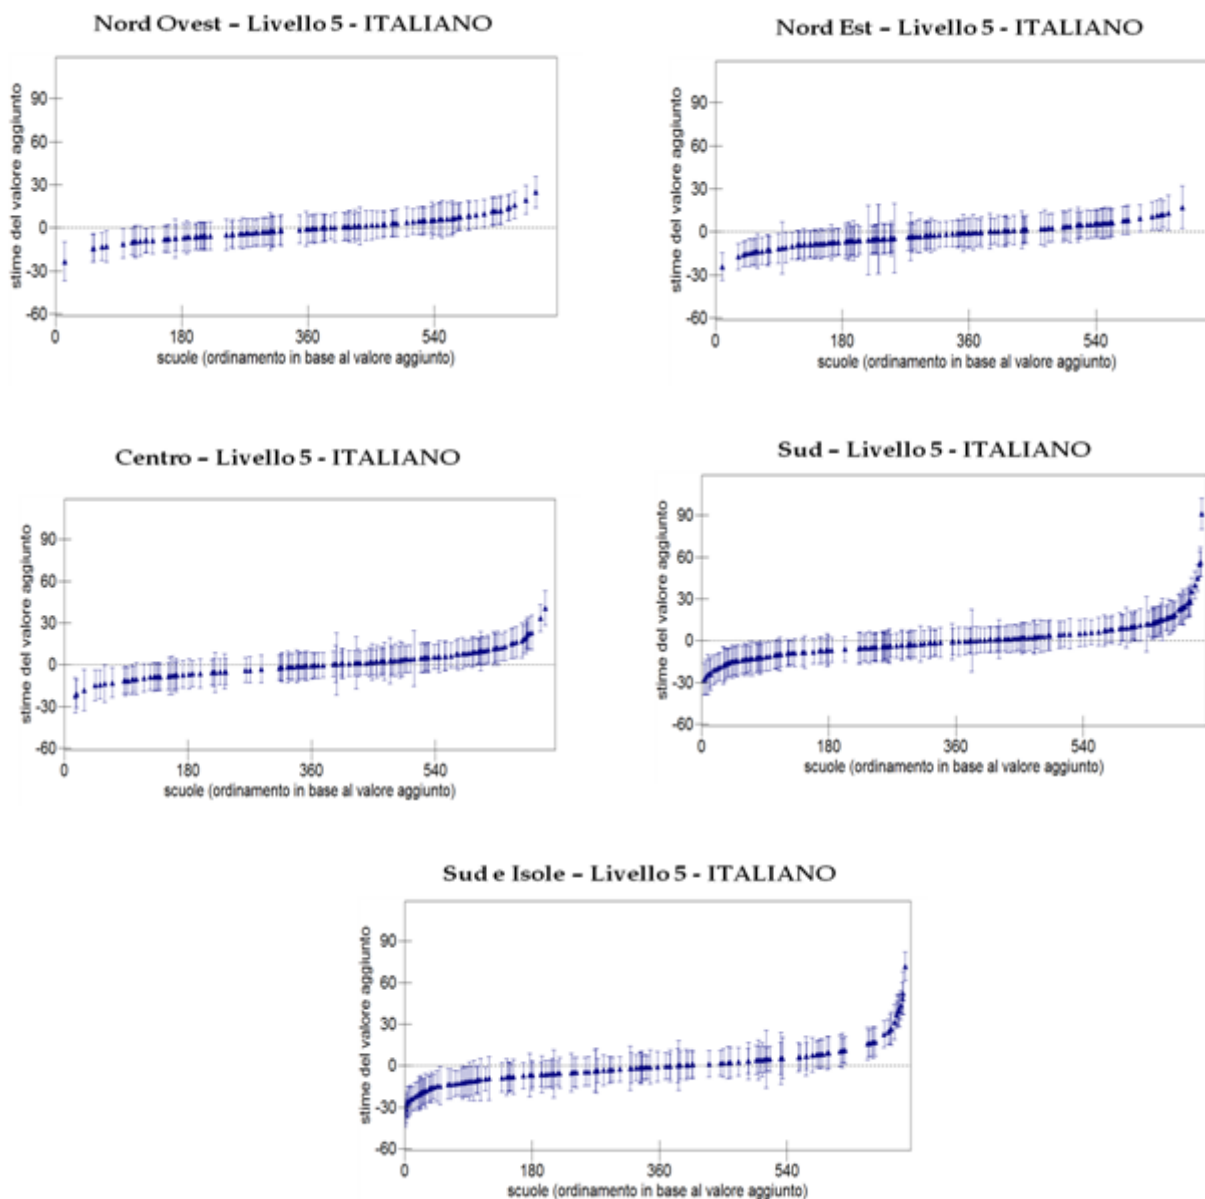 Nord Ovest – Livello 5 - ITALIANO
stime del valore aggiunto
90
60
30
0
-30
-60
0 180 360 540
scuole (ordinamento in base al valore aggiunto)
Nord Est – Livello 5 - ITALIANO
stime del valore aggiunto
90
60
30
0
-30
-60
0 180 360 540
scuole (ordinamento in base al valore aggiunto)
Centro – Livello 5 - ITALIANO
stime del valore aggiunto
90
60
30
0
-30
-60
0 180 360 540
scuole (ordinamento in base al valore aggiunto)
Sud – Livello 5 - ITALIANO
stime del valore aggiunto
90
60
30
0
-30
-60
0 180 360 540
scuole (ordinamento in base al valore aggiunto)
Sud e Isole – Livello 5 - ITALIANO
stime del valore aggiunto
90
60
30
0
-30
-60
0 180 360 540
scuole (ordinamento in base al valore aggiunto)